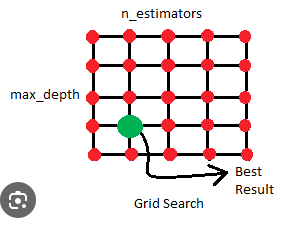 n_estimators
max_depth
Best
Result
Grid Search